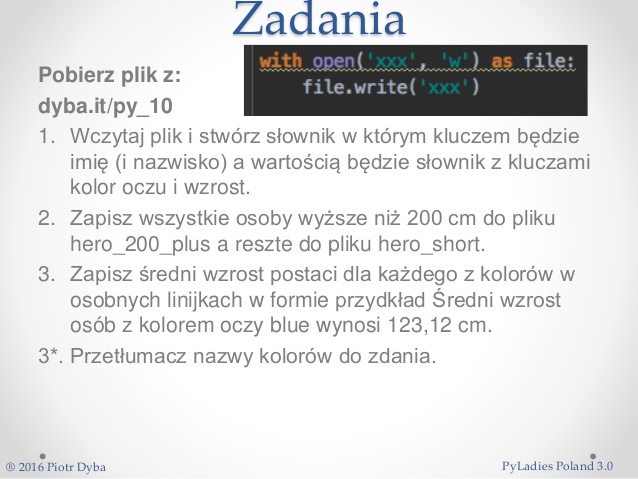 Zadania
with open('xxx', 'w') as file:
file.write('xxx')
Pobierz plik z:
dyba.it/py_10
1. Wczytaj plik i stwórz słownik w którym kluczem będzie
imię (i nazwisko) a wartością będzie słownik z kluczami
kolor oczu i wzrost.
2. Zapisz wszystkie osoby wyższe niż 200 cm do pliku
hero_200_plus a reszte do pliku hero_short.
3. Zapisz średni wzrost postaci dla każdego z kolorów w
osobnych linijkach w formie przydkład Średni wzrost
osób z kolorem oczy blue wynosi 123,12 cm.
3*. Przetłumacz nazwy kolorów do zdania.
® 2016 Piotr Dyba
PyLadies Poland 3.0